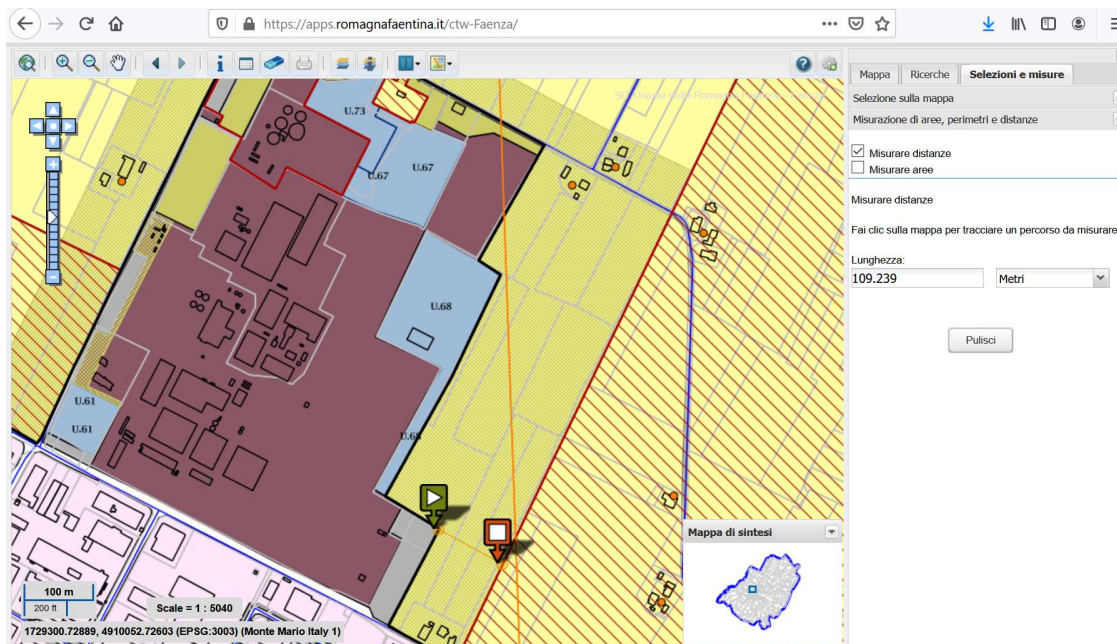 https://apps.romagnafaentina.it/ctw-Faenza/
Mappa
Ricerche
Selezioni e misure
Selezione sulla mappa
Misurazione di aree, perimetri e distanze
Misurare distanze
Misurare aree
Misurare distanze
Fai clic sulla mappa per tracciare un percorso da misurare
Lunghezza:
109.239
Metri
Pulisci
U.73
U.67
U.67
U.68
U.61
U.61
U.68
Mappa di sintesi
100 m
200 ft
Scale = 1 : 5040
1729300.72889, 4910052.72603 (EPSG:3003) (Monte Mario Italy 1)